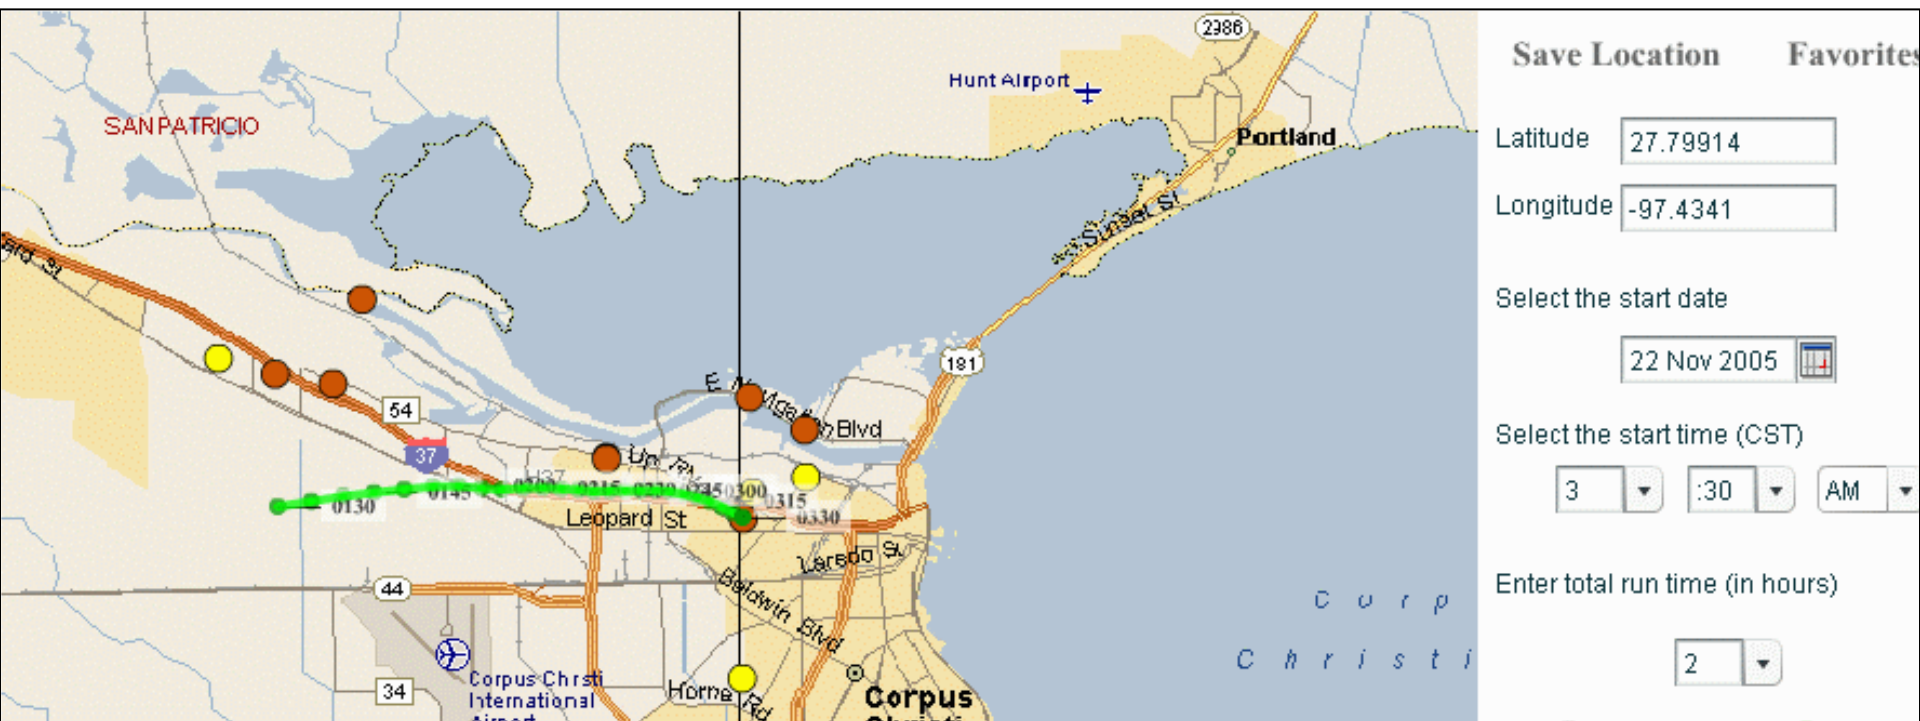 2986
Save Location
Favorites
Hunt Airport
SAN PATRICIO
Portland
Latitude
27.79914
Sunset St
Longitude
-97.4341
Select the start date
181
22 Nov 2005
54
Blvd
Select the start time (CST)
37
0145
0215
0230
0245
0300
3
:30
AM
0130
0315
Leopard St
0330
Laredo St
44
Baldwin Blvd
Enter total run time (in hours)
C o r p
C h r i s t i
2
Corpus Christi
International
Airport
34
Horne Rd
Corpus
Christi